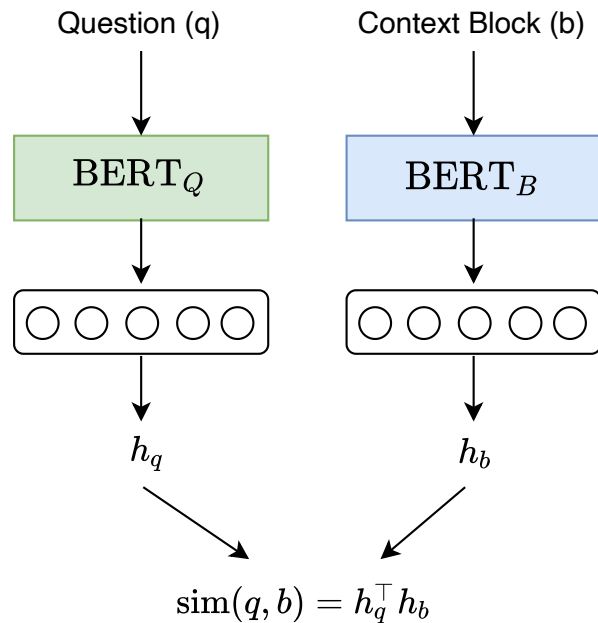 Question (q)
Context Block (b)
BERT_Q
BERT_B
h_q
h_b
sim(q, b) = h_q^⊤ h_b